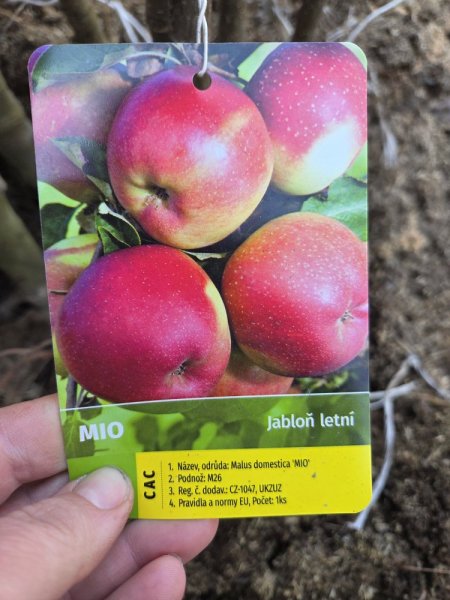 MIO
Jabloň letní
CAC
1. Název, odrůda: Malus domestica 'MIO'
2. Podnož: M26
3. Reg. č. dodav.: CZ-1047, UKZUZ
4. Pravidla a normy EU, Počet: 1ks